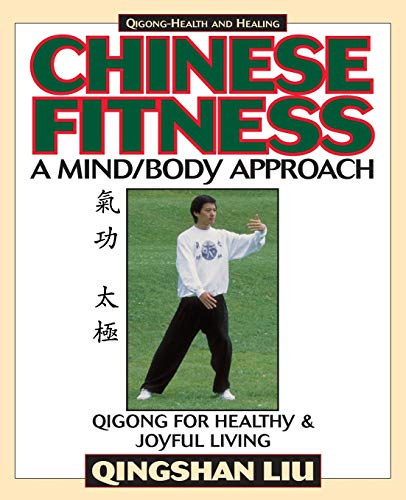 QIGONG-HEALTH AND HEALING
CHINESE
FITNESS
A MIND/BODY APPROACH
氣功 太極
QIGONG FOR HEALTHY &
JOYFUL LIVING
QINGSHAN LIU